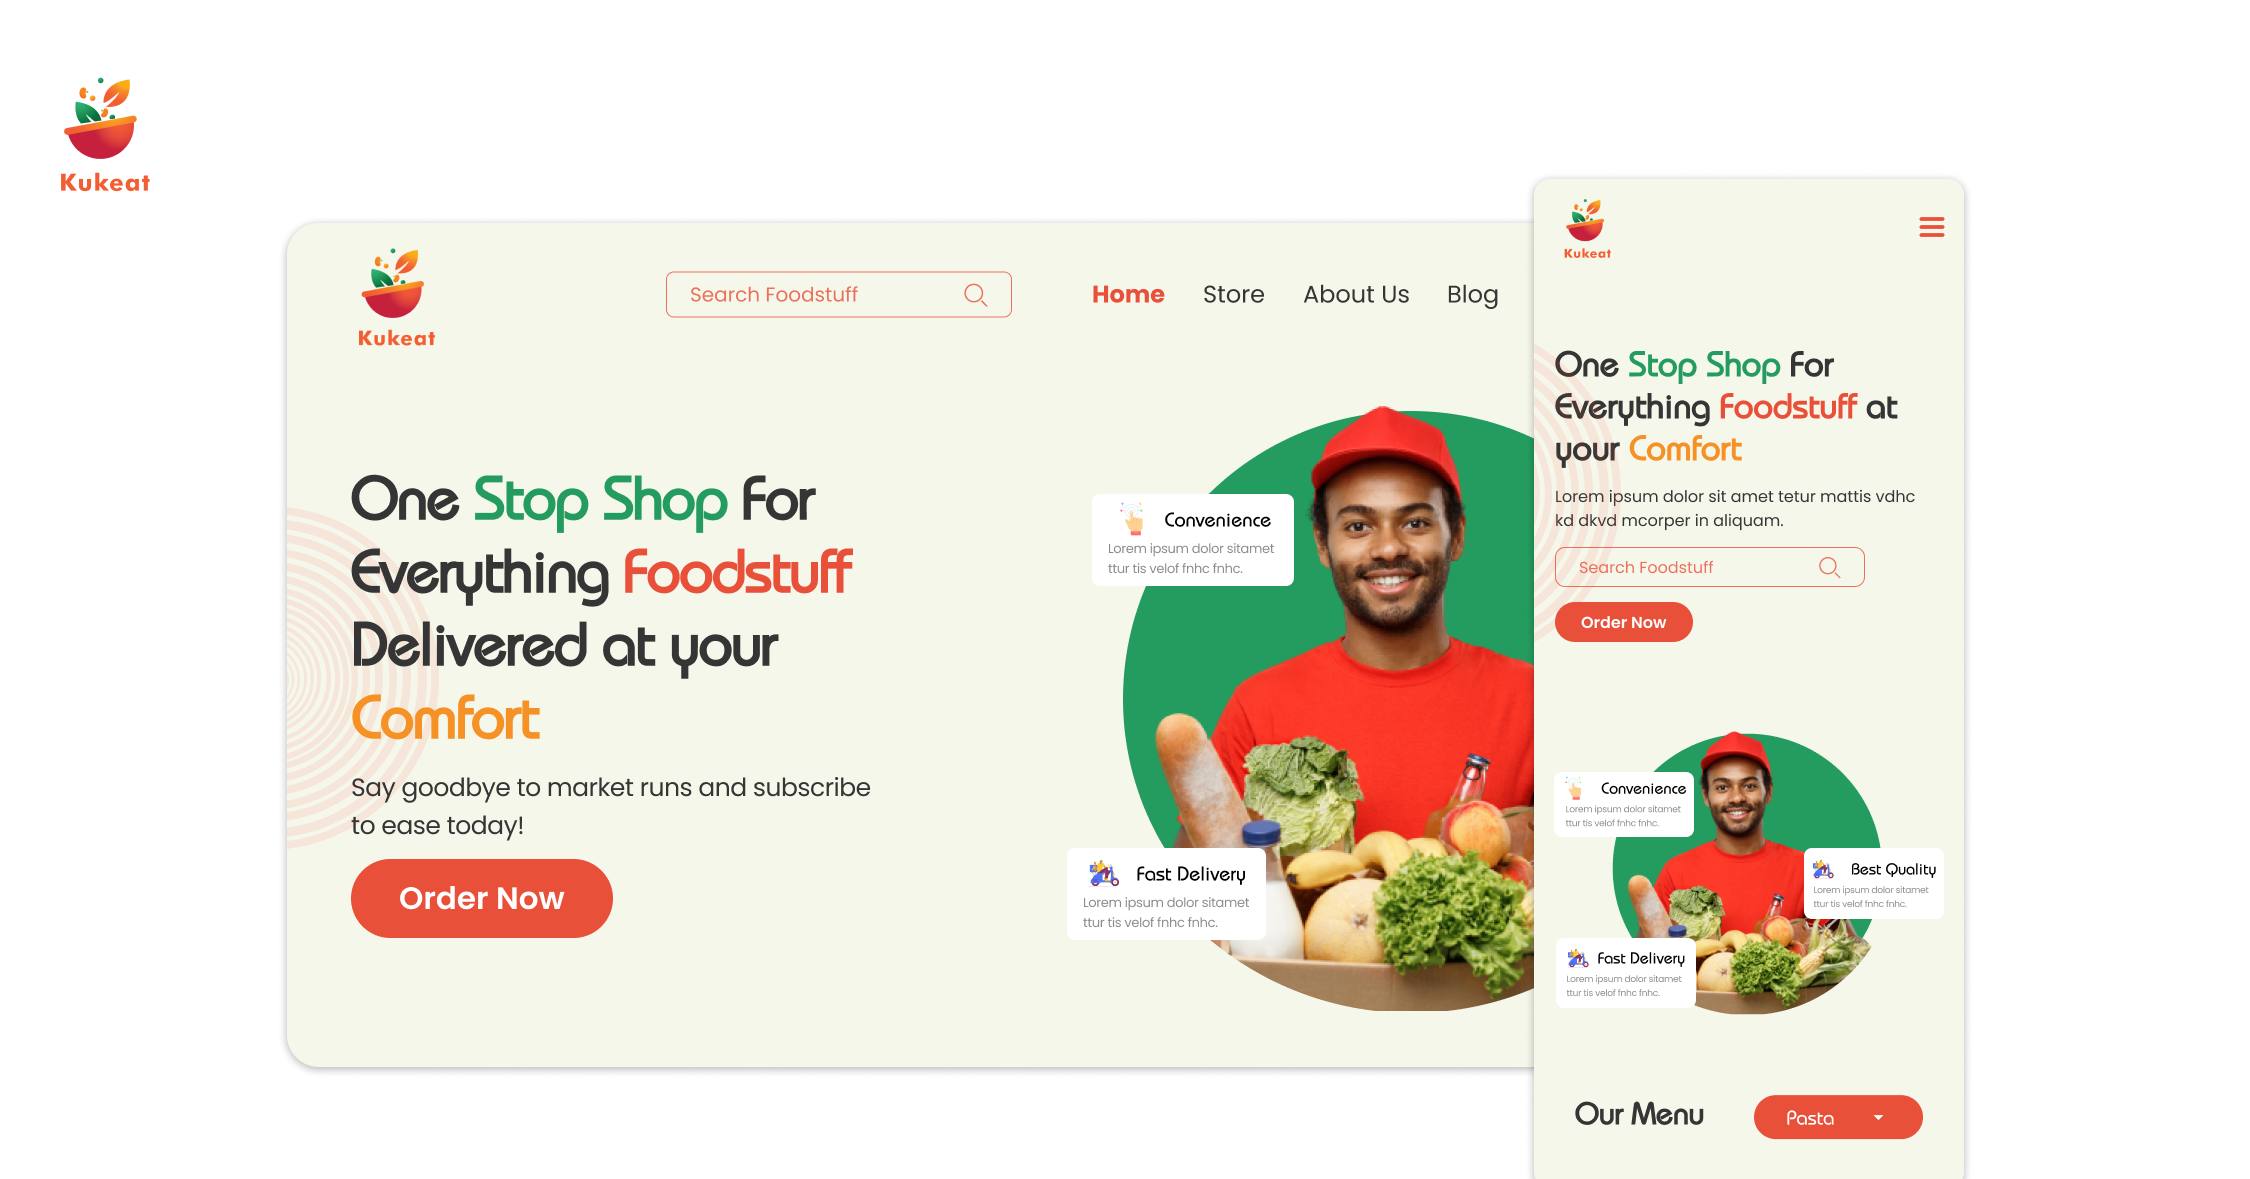 Kukeat
Kukeat
Search Foodstuff
Home Store About Us Blog
One Stop Shop For
Everything Foodstuff
Delivered at your
Comfort
Say goodbye to market runs and subscribe
to ease today!
Order Now
Convenience
Lorem ipsum dolor sitamet
ttur tis velof fnhc fnhc.
Fast Delivery
Lorem ipsum dolor sitamet
ttur tis velof fnhc fnhc.
Kukeat
One Stop Shop For
Everything Foodstuff at
your Comfort
Lorem ipsum dolor sit amet tetur mattis vdhc
kd dkvd mcorper in aliquam.
Search Foodstuff
Order Now
Convenience
Lorem ipsum dolor sitamet
ttur tis velof fnhc fnhc.
Best Quality
Lorem ipsum dolor sitamet
ttur tis velof fnhc fnhc.
Fast Delivery
Lorem ipsum dolor sitamet
ttur tis velof fnhc fnhc.
Our Menu
Pasta